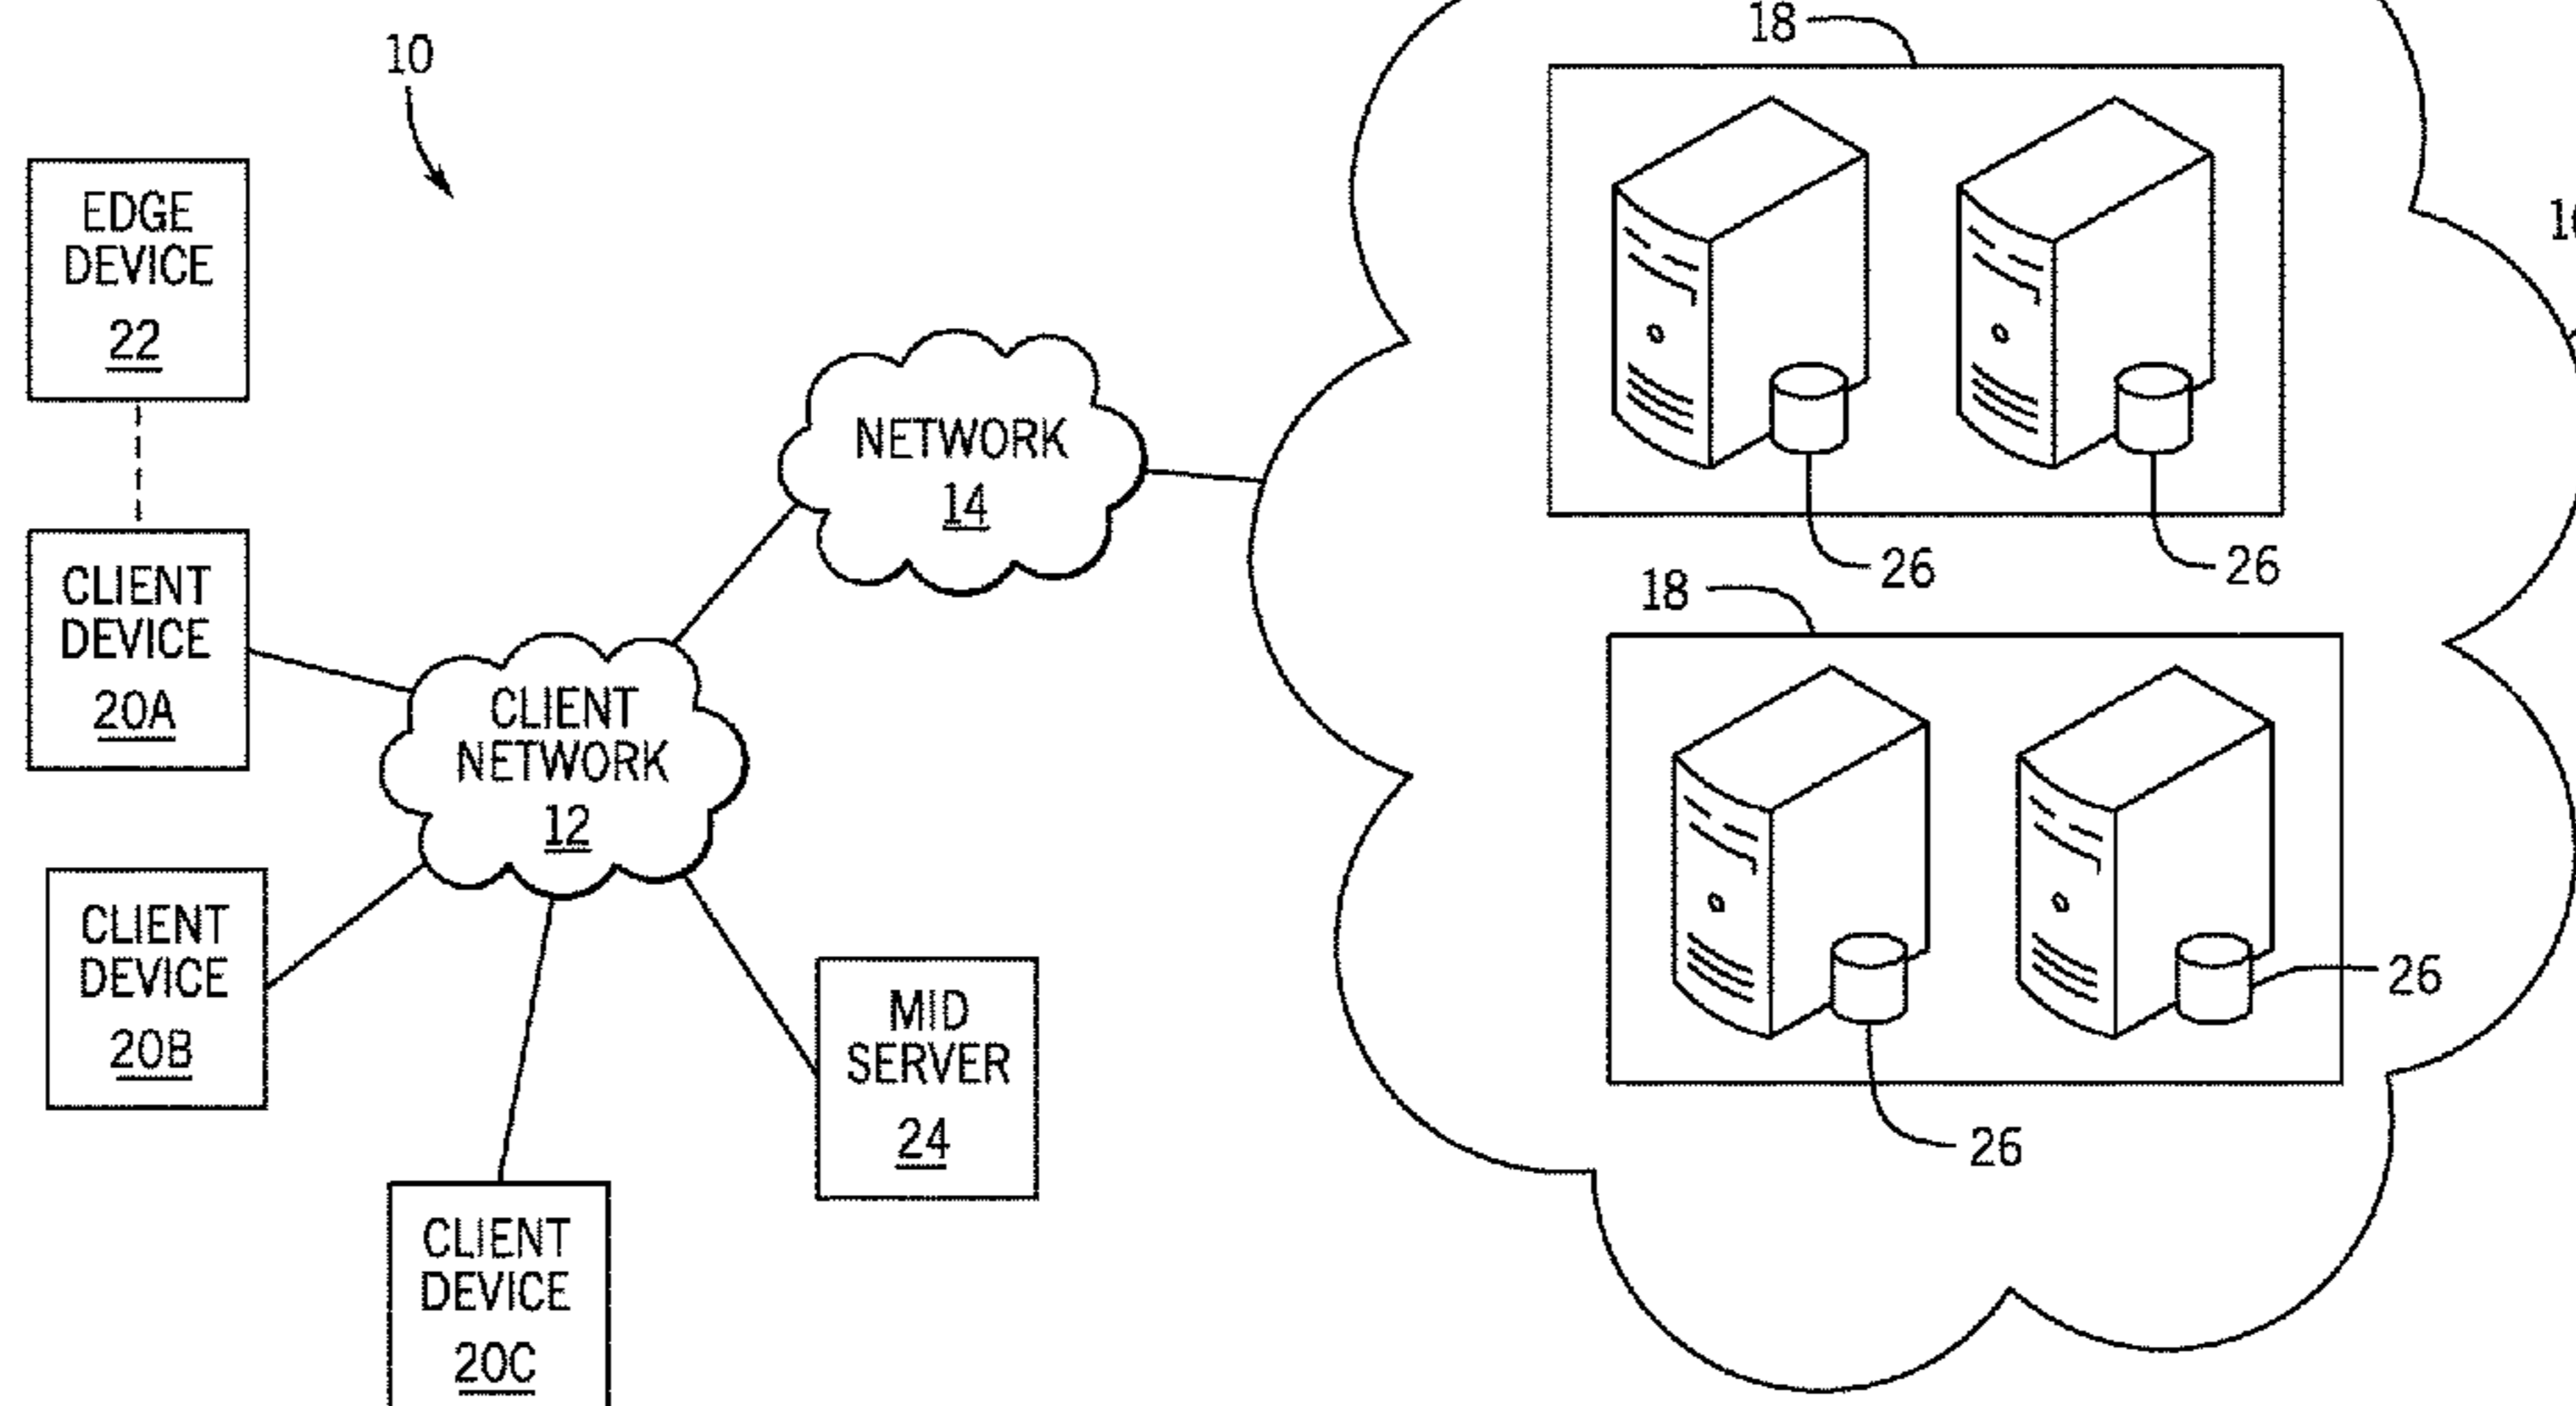 10
EDGE
DEVICE
22
CLIENT
DEVICE
20A
CLIENT
DEVICE
20B
CLIENT
DEVICE
20C
CLIENT
NETWORK
12
MID
SERVER
24
NETWORK
14
18
26
26
18
26
26